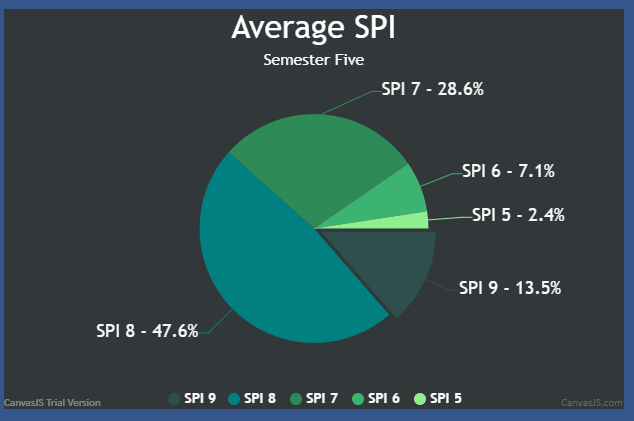 Average SPI
Semester Five
SPI 7 - 28.6%
SPI 6 - 7.1%
SPI 5 - 2.4%
SPI 9 - 13.5%
SPI 8 - 47.6%
SPI 9 SPI 8 SPI 7 SPI 6 SPI 5
CanvasJS Trial Version
CanvasJS.com